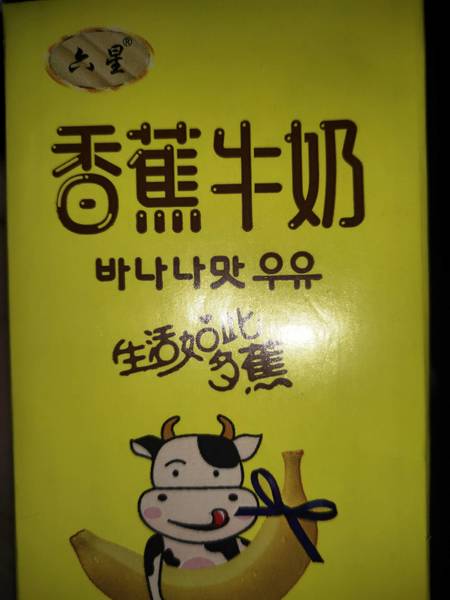 六星®
香蕉牛奶
바나나맛 우유
生活如此
多蕉